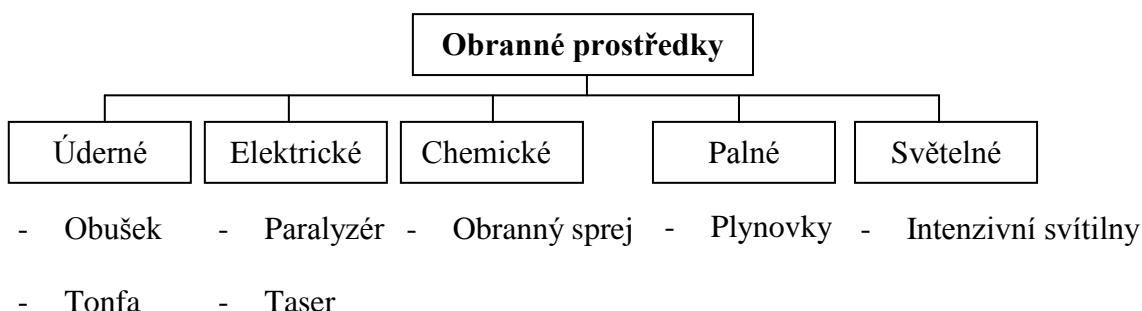 Obranné prostředky
Úderné Elektrické Chemické Palné Světelné
- Obušek - Paralyzér - Obranný sprej - Plynovky - Intenzivní svítilny
- Tonfa - Taser